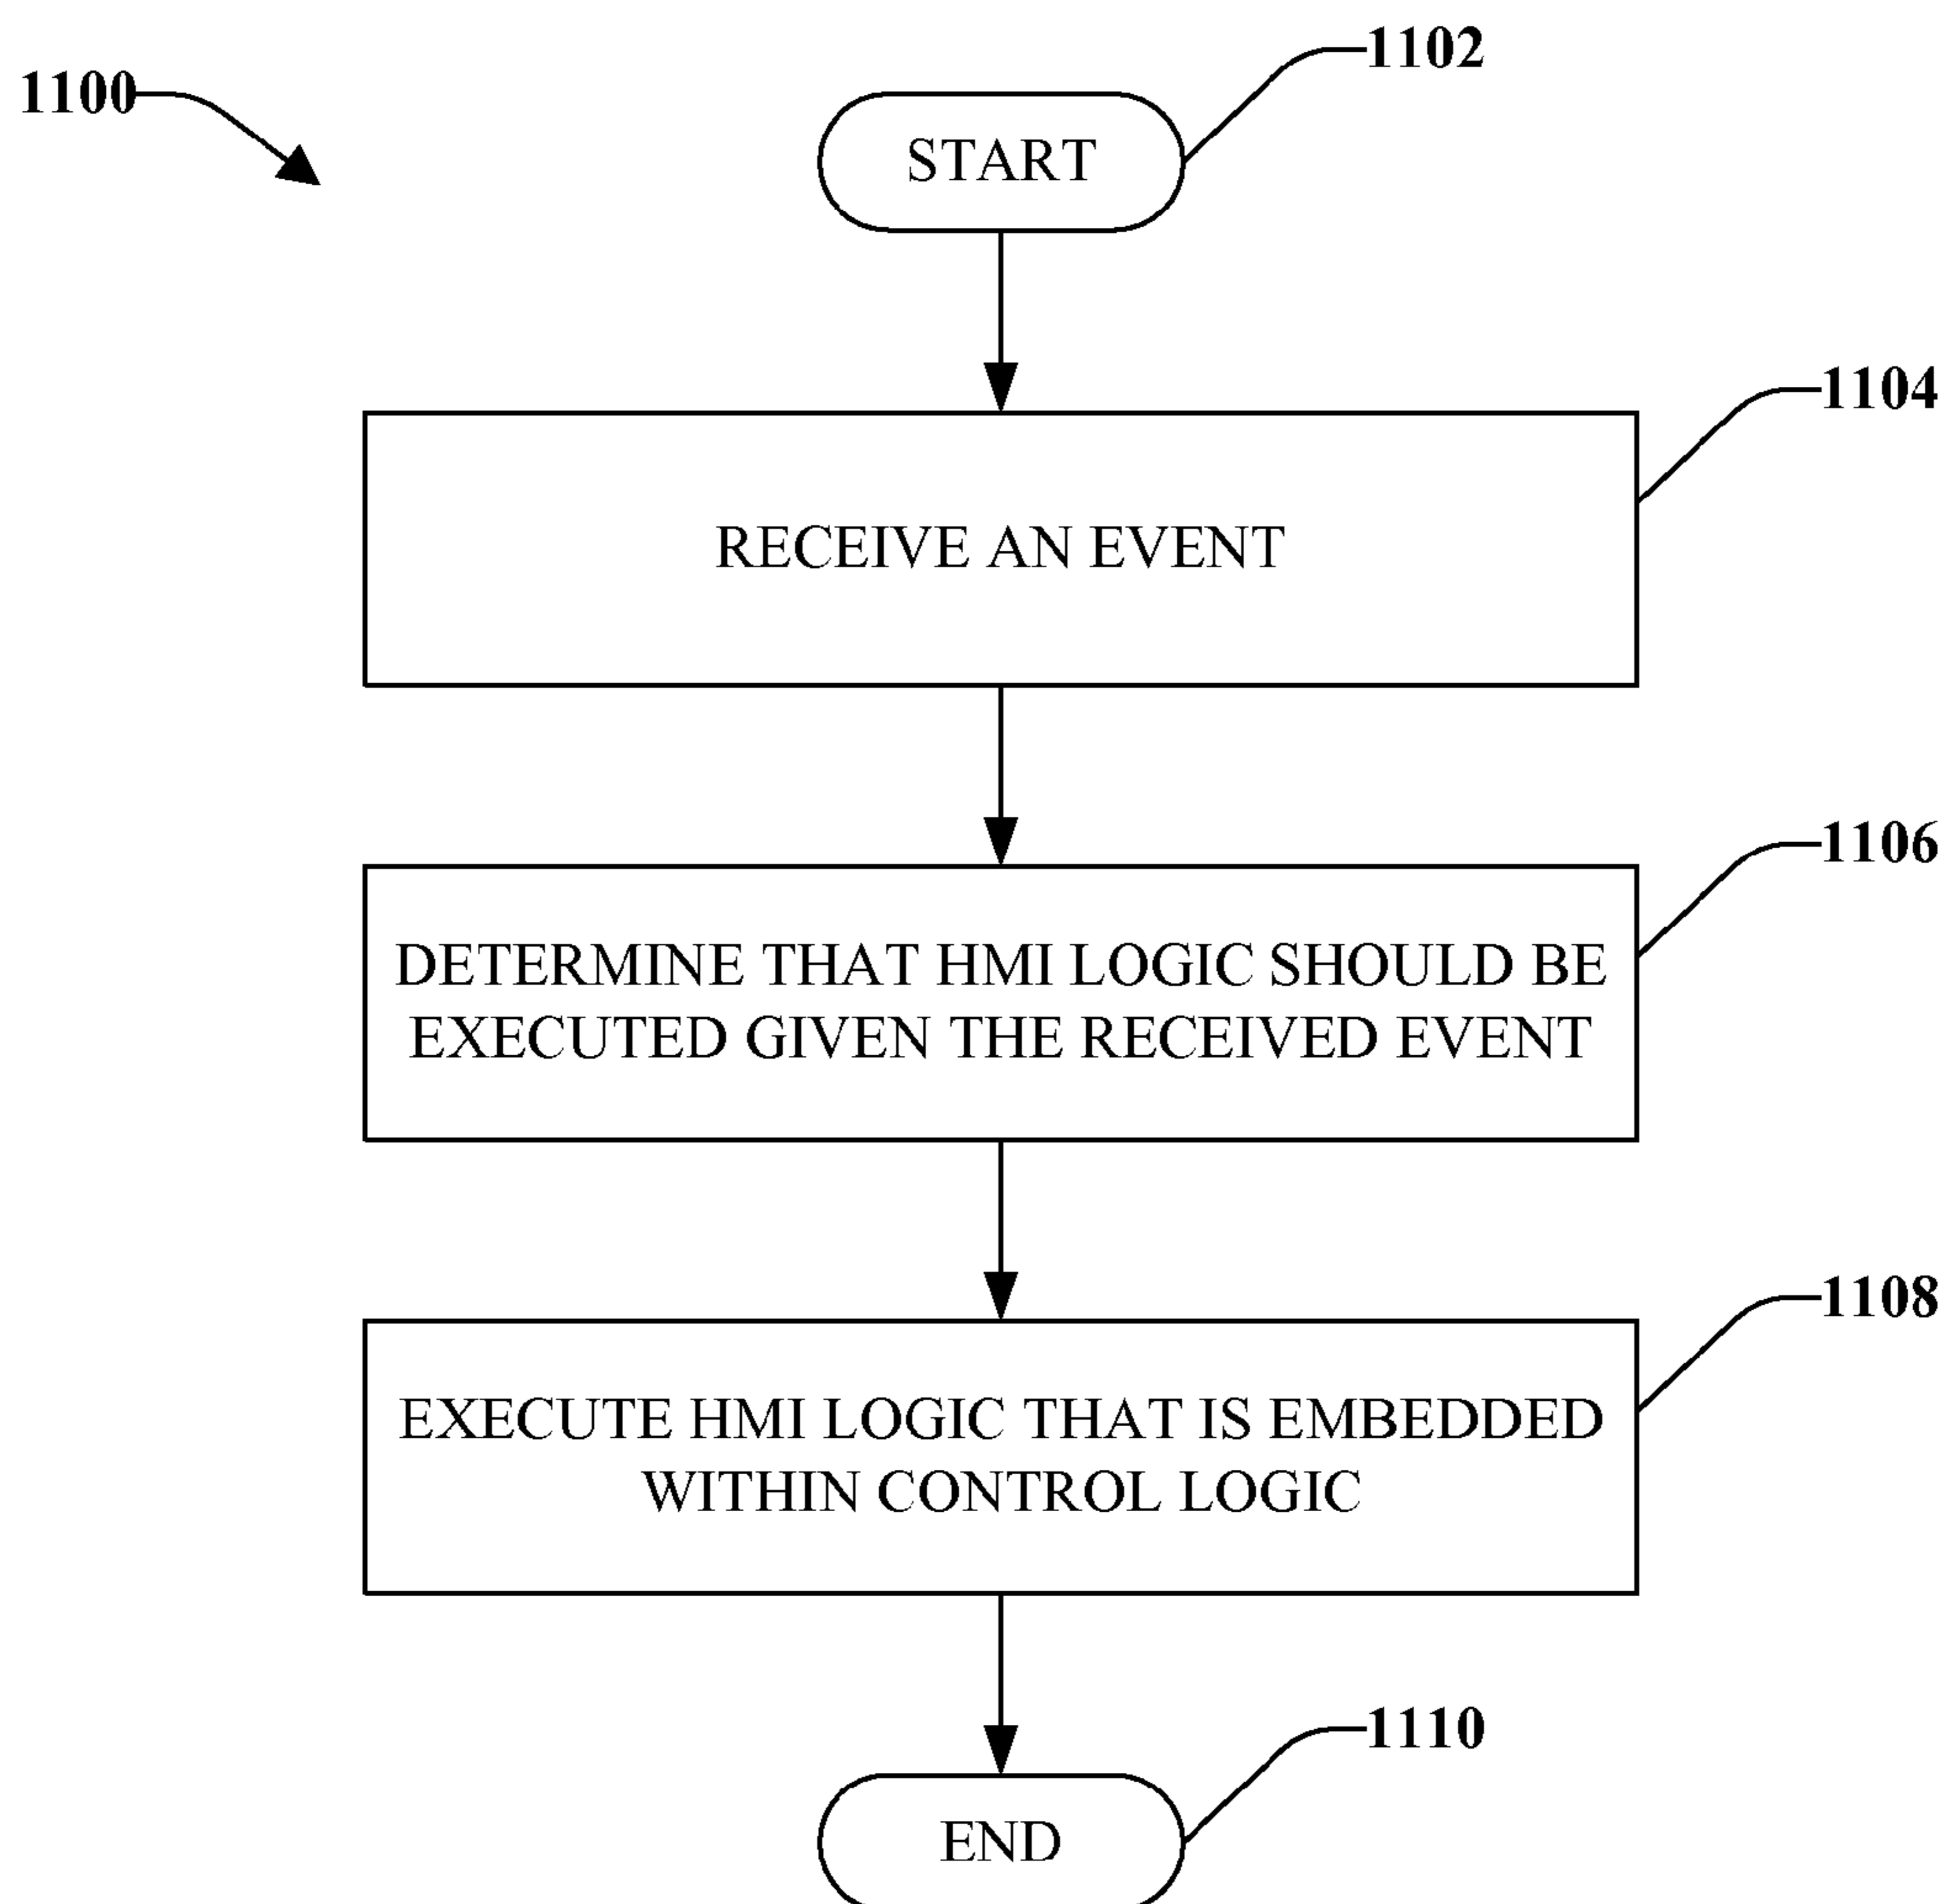 1100
1102
START
1104
RECEIVE AN EVENT
1106
DETERMINE THAT HMI LOGIC SHOULD BE
EXECUTED GIVEN THE RECEIVED EVENT
1108
EXECUTE HMI LOGIC THAT IS EMBEDDED
WITHIN CONTROL LOGIC
1110
END